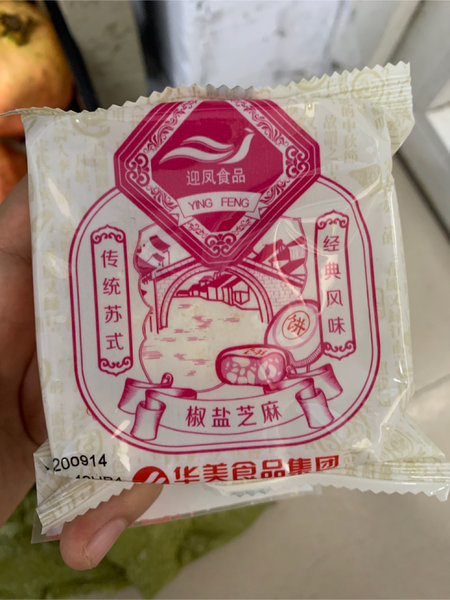 迎凤食品
YING FENG
传统苏式
经典风味
饼
椒盐芝麻
200914
华美食品集团